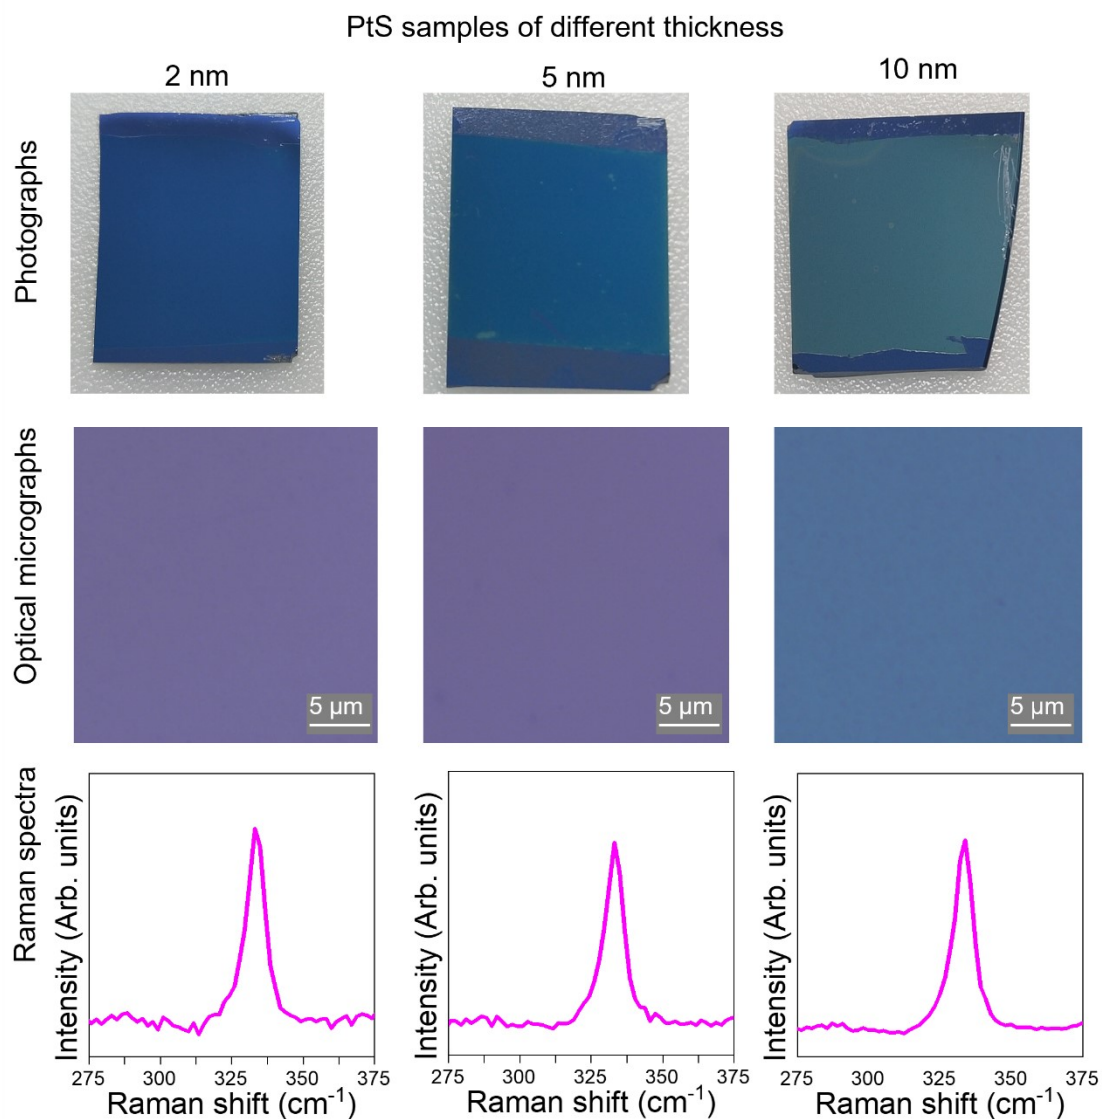 PtS samples of different thickness
2 nm
5 nm
10 nm
Photographs
Optical micrographs
5 µm
5 µm
5 µm
Raman spectra
Intensity (Arb. units)
275 300 325 350 375
Raman shift (cm⁻¹)
Intensity (Arb. units)
275 300 325 350 375
Raman shift (cm⁻¹)
Intensity (Arb. units)
275 300 325 350 375
Raman shift (cm⁻¹)